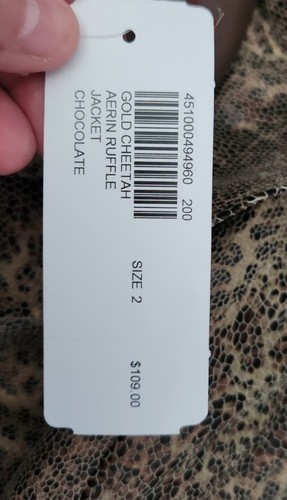 451000494960 200
GOLD CHEETAH
AERIN RUFFLE
JACKET
CHOCOLATE
SIZE 2
$109.00